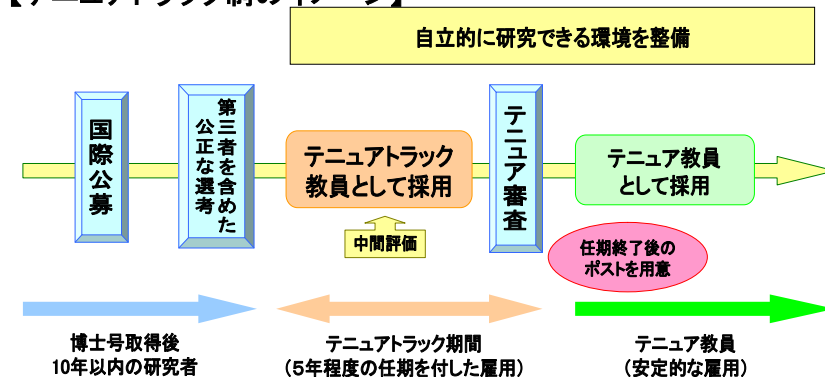 【テニュアトラック制のイメージ】
自立的に研究できる環境を整備
国際公募
第三者を含めた
公正な選考
テニュアトラック
教員として採用
中間評価
テニュア審査
テニュア教員
として採用
任期終了後の
ポストを用意
博士号取得後
10年以内の研究者
テニュアトラック期間
(5年程度の任期を付した雇用)
テニュア教員
(安定的な雇用)